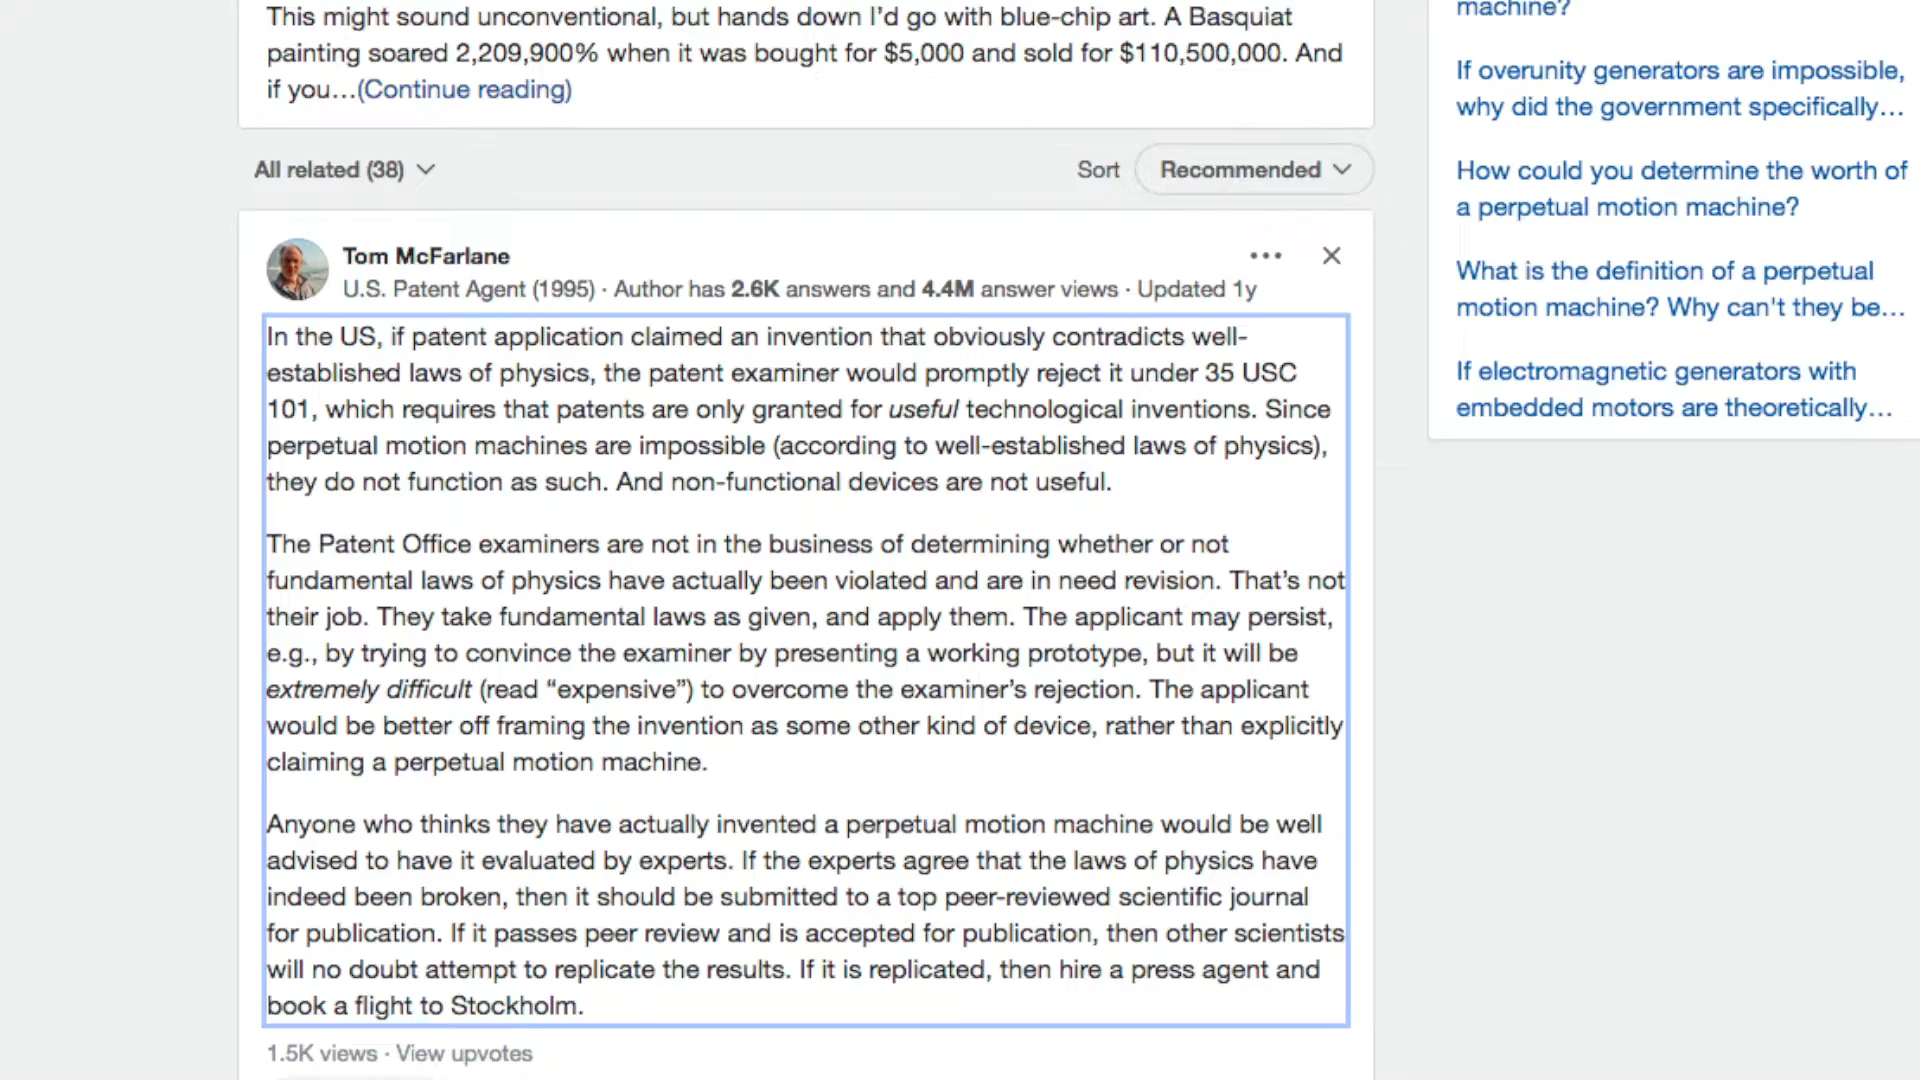 This might sound unconventional, but hands down I’d go with blue-chip art. A Basquiat
painting soared 2,209,900% when it was bought for $5,000 and sold for $110,500,000. And
if you…(Continue reading)
All related (38)
Sort Recommended
Tom McFarlane
U.S. Patent Agent (1995) · Author has 2.6K answers and 4.4M answer views · Updated 1y
In the US, if patent application claimed an invention that obviously contradicts well-
established laws of physics, the patent examiner would promptly reject it under 35 USC
101, which requires that patents are only granted for useful technological inventions. Since
perpetual motion machines are impossible (according to well-established laws of physics),
they do not function as such. And non-functional devices are not useful.
The Patent Office examiners are not in the business of determining whether or not
fundamental laws of physics have actually been violated and are in need revision. That’s not
their job. They take fundamental laws as given, and apply them. The applicant may persist,
e.g., by trying to convince the examiner by presenting a working prototype, but it will be
extremely difficult (read “expensive”) to overcome the examiner’s rejection. The applicant
would be better off framing the invention as some other kind of device, rather than explicitly
claiming a perpetual motion machine.
Anyone who thinks they have actually invented a perpetual motion machine would be well
advised to have it evaluated by experts. If the experts agree that the laws of physics have
indeed been broken, then it should be submitted to a top peer-reviewed scientific journal
for publication. If it passes peer review and is accepted for publication, then other scientists
will no doubt attempt to replicate the results. If it is replicated, then hire a press agent and
book a flight to Stockholm.
1.5K views · View upvotes
machine?
If overunity generators are impossible,
why did the government specifically…
How could you determine the worth of
a perpetual motion machine?
What is the definition of a perpetual
motion machine? Why can't they be…
If electromagnetic generators with
embedded motors are theoretically…